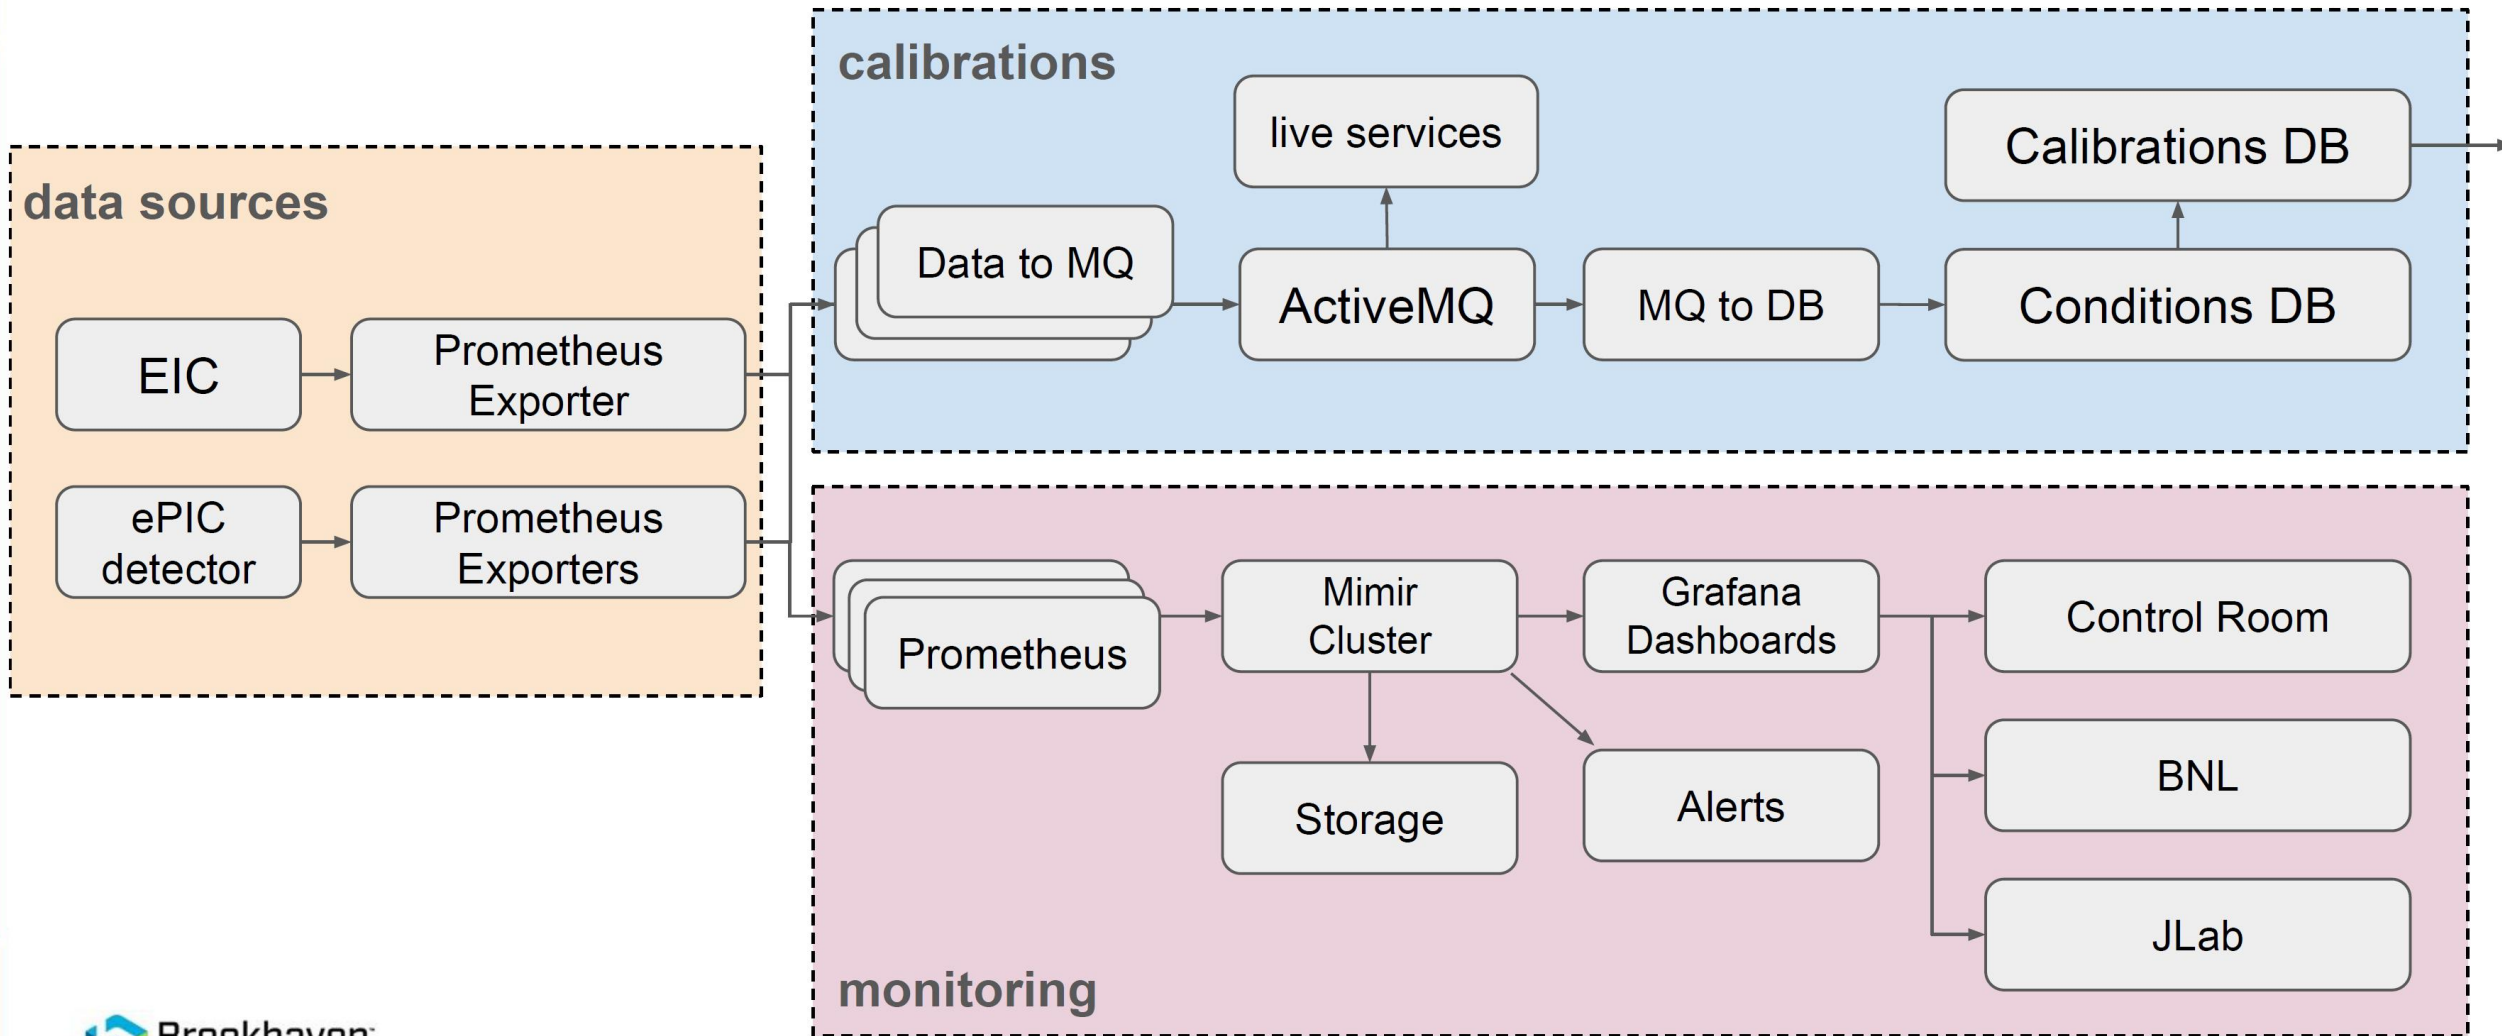 data sources
EIC
Prometheus
Exporter
ePIC
detector
Prometheus
Exporters
calibrations
live services
Data to MQ
ActiveMQ
MQ to DB
Calibrations DB
Conditions DB
Prometheus
Mimir
Cluster
Grafana
Dashboards
Control Room
Storage
Alerts
BNL
JLab
monitoring
Brookhaven